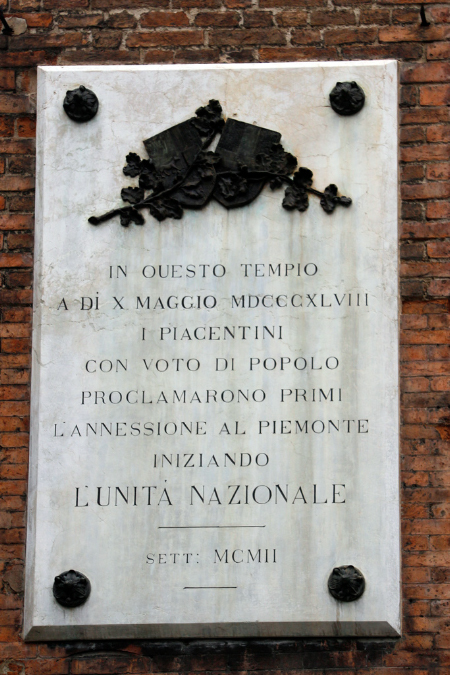 IN QUESTO TEMPIO
A DÌ X MAGGIO MDCCCXLVIII
I PIACENTINI
CON VOTO DI POPOLO
PROCLAMARONO PRIMI
L'ANNESSIONE AL PIEMONTE
INIZIANDO
L'UNITÀ NAZIONALE
SETT: MCMII